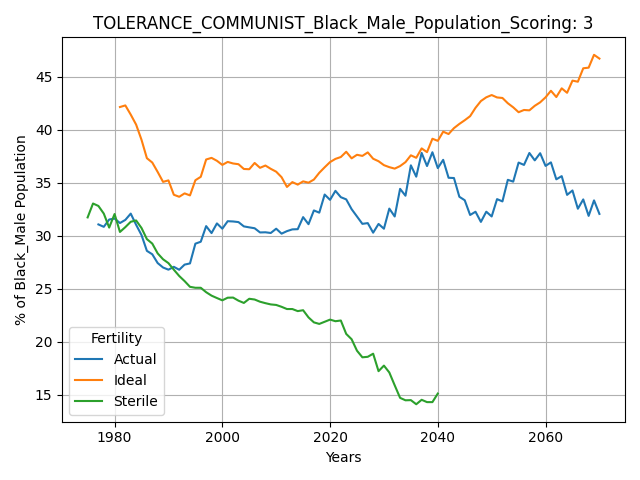 TOLERANCE_COMMUNIST_Black_Male_Population_Scoring: 3
% of Black_Male Population
45
40
35
30
25
20
15
Fertility
Actual
Ideal
Sterile
1980 2000 2020 2040 2060
Years